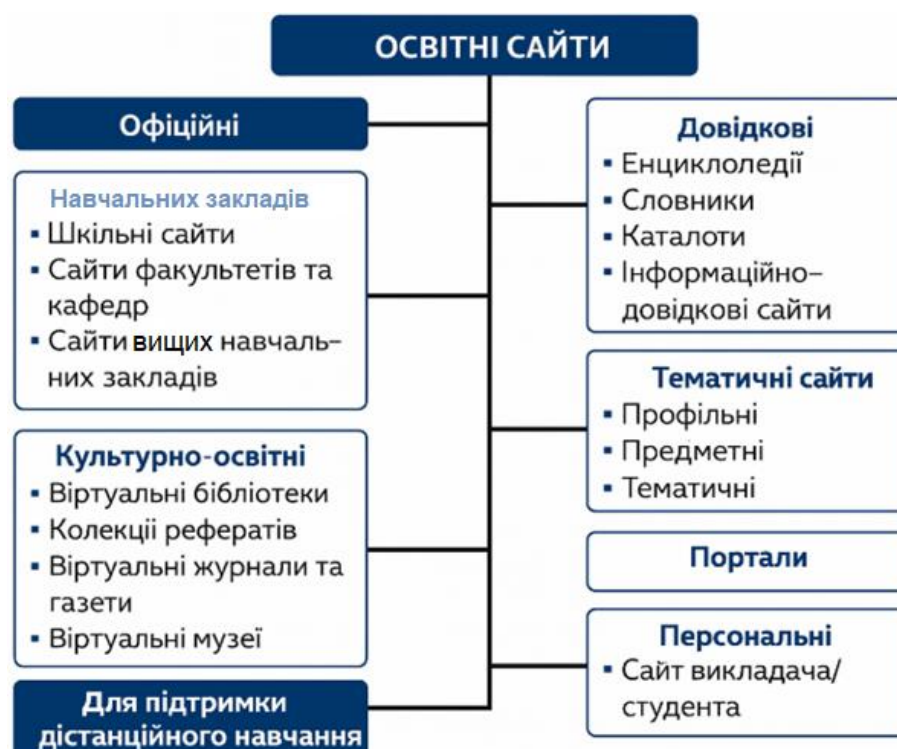 ОСВІТНІ САЙТИ
Офіційні
Навчальних закладів
▪ Шкільні сайти
▪ Сайти факультетів та
кафедр
▪ Сайти вищих навчаль–
них закладів
Культурно-освітні
▪ Віртуальні бібліотеки
▪ Колекціі рефератів
▪ Віртуальні журнали та
газети
▪ Віртуальні музеї
Для підтримки
дістанційного навчання
Довідкові
▪ Енциклоледії
▪ Словники
▪ Каталоти
▪ Інформаційно–
довідкові сайти
Тематичні сайти
▪ Профільні
▪ Предметні
▪ Тематичні
Портали
Персональні
▪ Сайт викладача/
студента